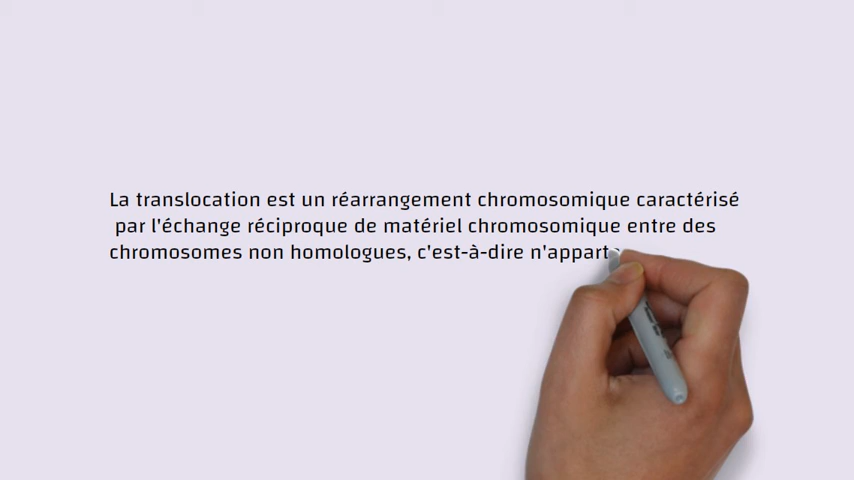 La translocation est un réarrangement chromosomique caractérisé
par l'échange réciproque de matériel chromosomique entre des
chromosomes non homologues, c'est-à-dire